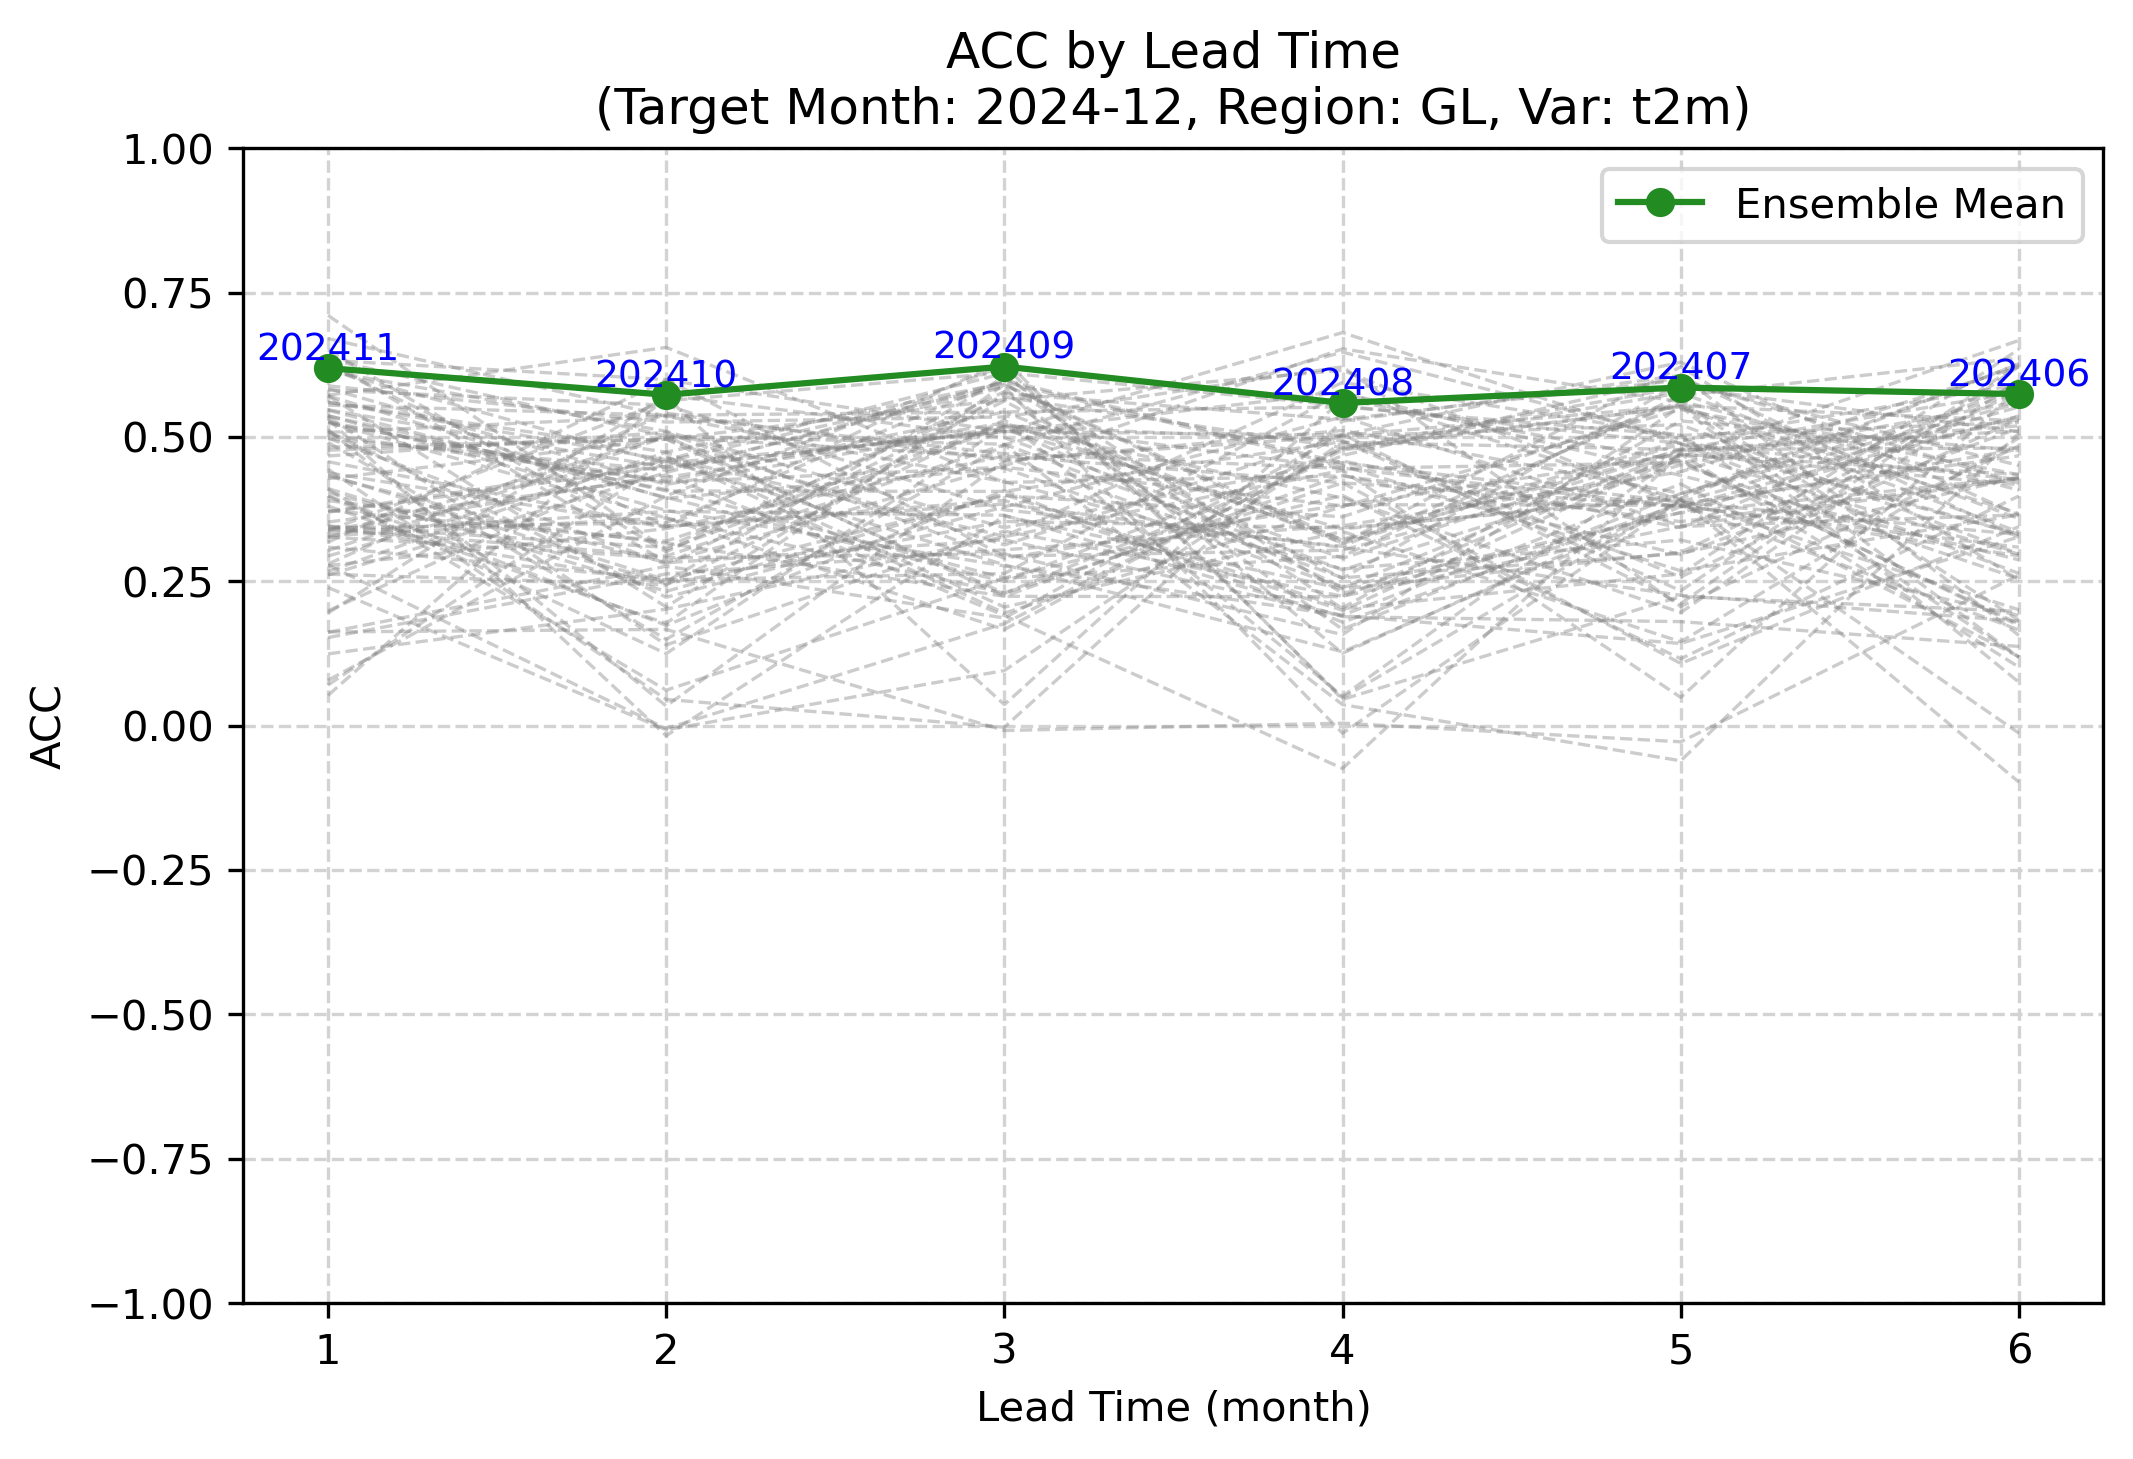 ACC by Lead Time
(Target Month: 2024-12, Region: GL, Var: t2m)
1.00
0.75
0.50
0.25
0.00
−0.25
−0.50
−0.75
−1.00
ACC
Ensemble Mean
202411
202410
202409
202408
202407
202406
1 2 3 4 5 6
Lead Time (month)